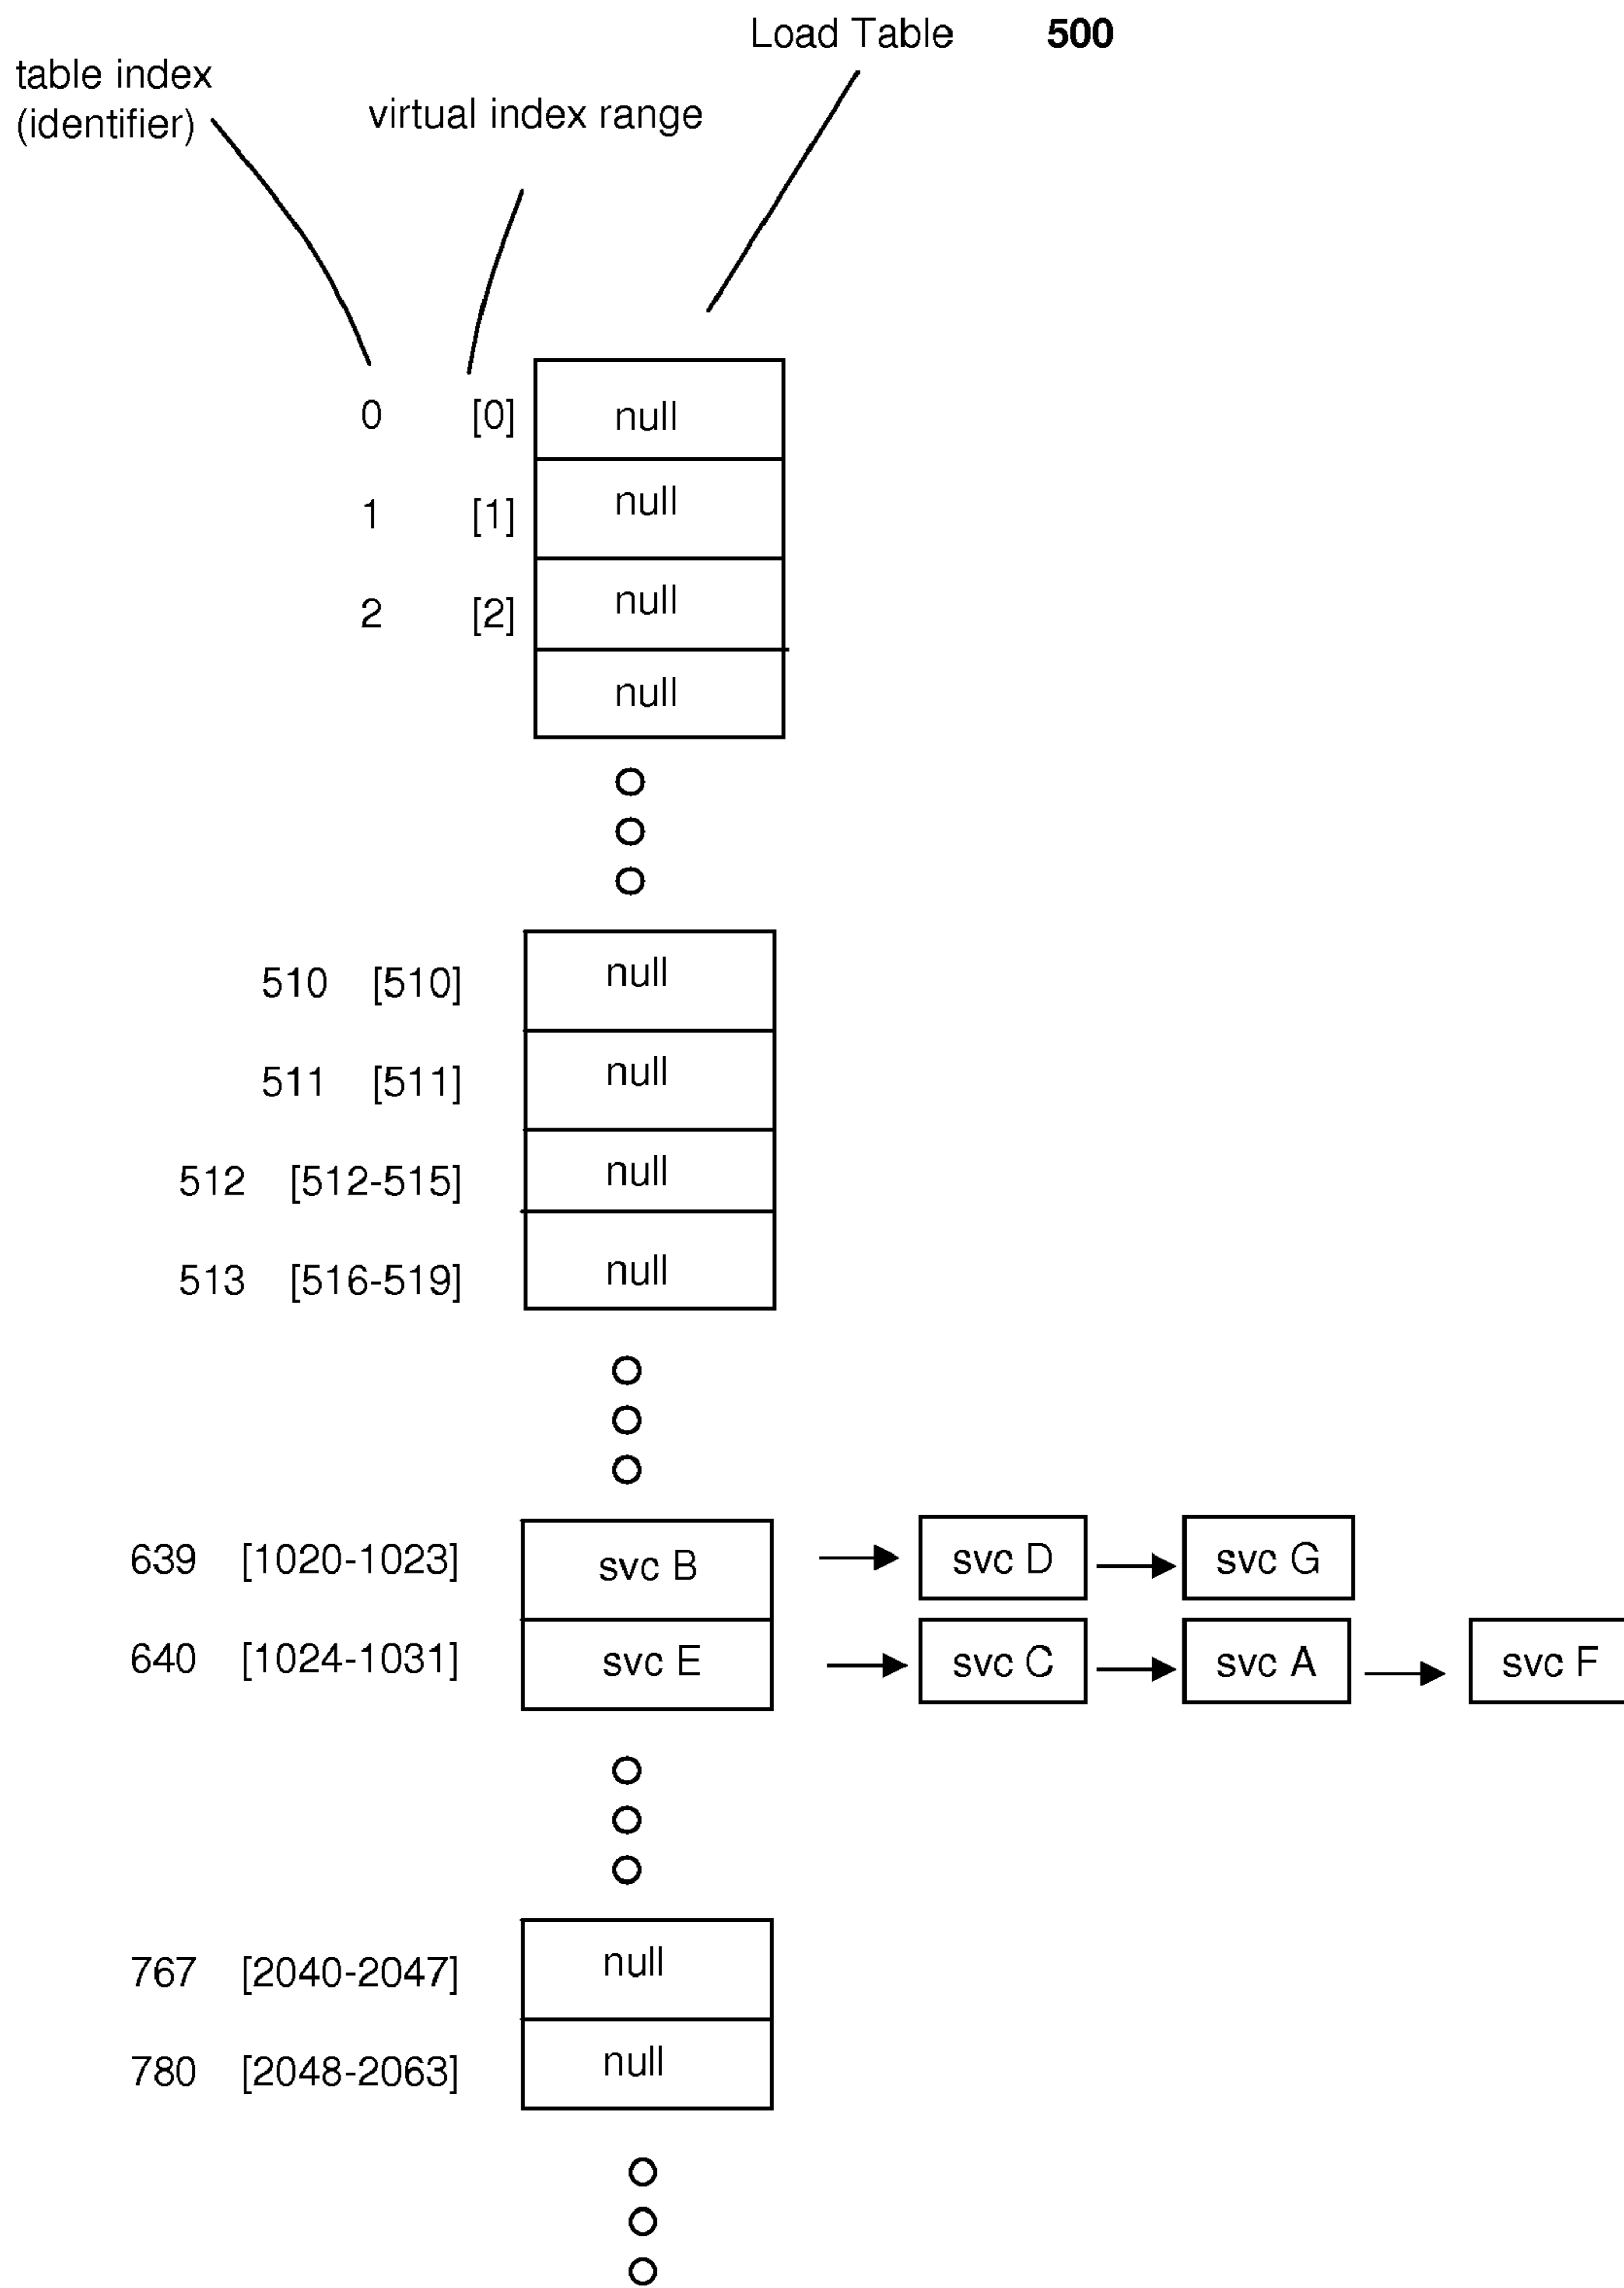 Load Table 500
table index
(identifier)
virtual index range
0 [0] null
1 [1] null
2 [2] null
null
510 [510] null
511 [511] null
512 [512-515] null
513 [516-519] null
639 [1020-1023] svc B svc D svc G
640 [1024-1031] svc E svc C svc A svc F
767 [2040-2047] null
780 [2048-2063] null